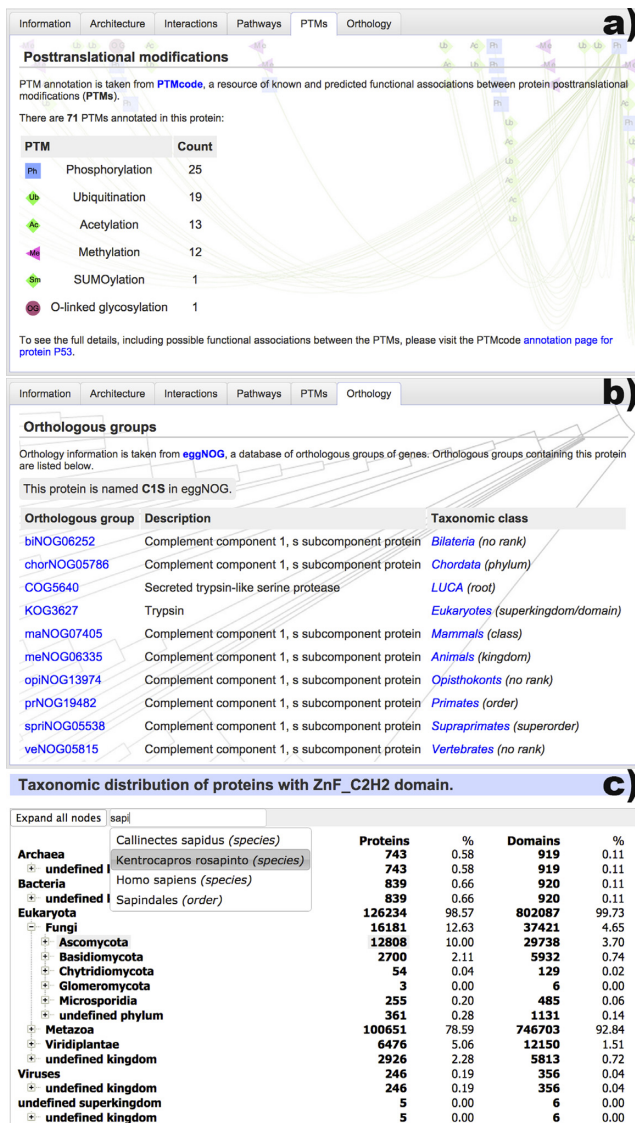 Information Architecture Interactions Pathways PTMs Orthology a)
Posttranslational modifications
PTM annotation is taken from PTMcode, a resource of known and predicted functional associations between protein posttranslational
modifications (PTMs).
There are 71 PTMs annotated in this protein:
PTM Count
Ph Phosphorylation 25
Ub Ubiquitination 19
Ac Acetylation 13
Me Methylation 12
Sm SUMOylation 1
OG O-linked glycosylation 1
To see the full details, including possible functional associations between the PTMs, please visit the PTMcode annotation page for
protein P53.
Information Architecture Interactions Pathways PTMs Orthology b)
Orthologous groups
Orthology information is taken from eggNOG, a database of orthologous groups of genes. Orthologous groups containing this protein
are listed below.
This protein is named C1S in eggNOG.
Orthologous group Description Taxonomic class
biNOG06252 Complement component 1, s subcomponent protein Bilateria (no rank)
chorNOG05786 Complement component 1, s subcomponent protein Chordata (phylum)
COG5640 Secreted trypsin-like serine protease LUCA (root)
KOG3627 Trypsin Eukaryotes (superkingdom/domain)
maNOG07405 Complement component 1, s subcomponent protein Mammals (class)
meNOG06335 Complement component 1, s subcomponent protein Animals (kingdom)
opiNOG13974 Complement component 1, s subcomponent protein Opisthokonts (no rank)
prNOG19482 Complement component 1, s subcomponent protein Primates (order)
spriNOG05538 Complement component 1, s subcomponent protein Supraprimates (superorder)
veNOG05815 Complement component 1, s subcomponent protein Vertebrates (no rank)
Taxonomic distribution of proteins with ZnF_C2H2 domain. c)
Expand all nodes sapi
Callinectes sapidus (species)
Kentrocapros rosapinto (species)
Homo sapiens (species)
Sapindales (order)
Proteins % Domains %
Archaea 743 0.58 919 0.11
undefined 743 0.58 919 0.11
Bacteria 839 0.66 920 0.11
undefined 839 0.66 920 0.11
Eukaryota 126234 98.57 802087 99.73
Fungi 16181 12.63 37421 4.65
Ascomycota 12808 10.00 29738 3.70
Basidiomycota 2700 2.11 5932 0.74
Chytridiomycota 54 0.04 129 0.02
Glomeromycota 3 0.00 6 0.00
Microsporidia 255 0.20 485 0.06
undefined phylum 361 0.28 1131 0.14
Metazoa 100651 78.59 746703 92.84
Viridiplantae 6476 5.06 12150 1.51
undefined kingdom 2926 2.28 5813 0.72
Viruses 246 0.19 356 0.04
undefined kingdom 246 0.19 356 0.04
undefined superkingdom 5 0.00 6 0.00
undefined kingdom 5 0.00 6 0.00